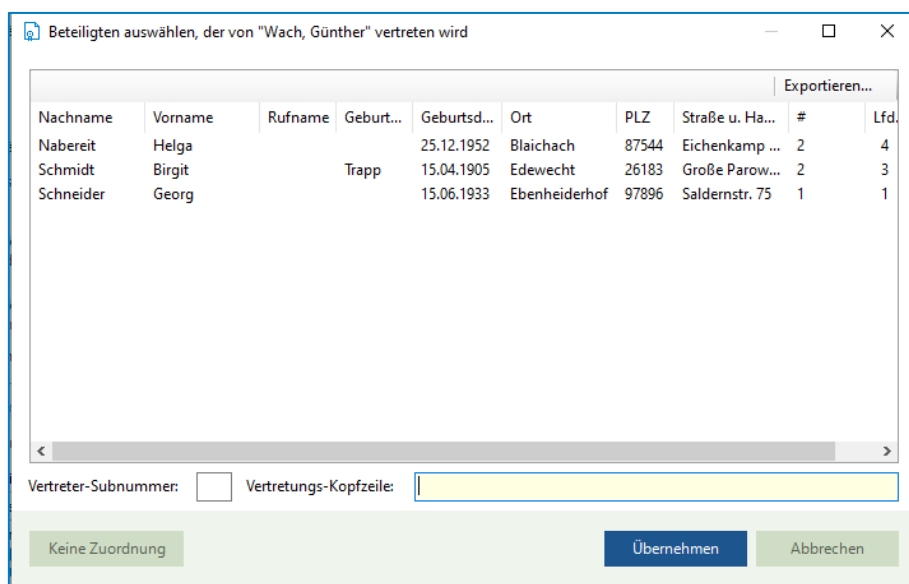 Beteiligten auswählen, der von "Wach, Günther" vertreten wird
Exportieren...
Nachname Vorname Rufname Geburt... Geburtsd... Ort PLZ Straße u. Ha... # Lfd.
Nabereit Helga 25.12.1952 Blaichach 87544 Eichenkamp ... 2 4
Schmidt Birgit Trapp 15.04.1905 Edewecht 26183 Große Parow... 2 3
Schneider Georg 15.06.1933 Ebenheiderhof 97896 Saldernstr. 75 1 1
Vertreter-Subnummer: Vertretungs-Kopfzeile:
Keine Zuordnung Übernehmen Abbrechen